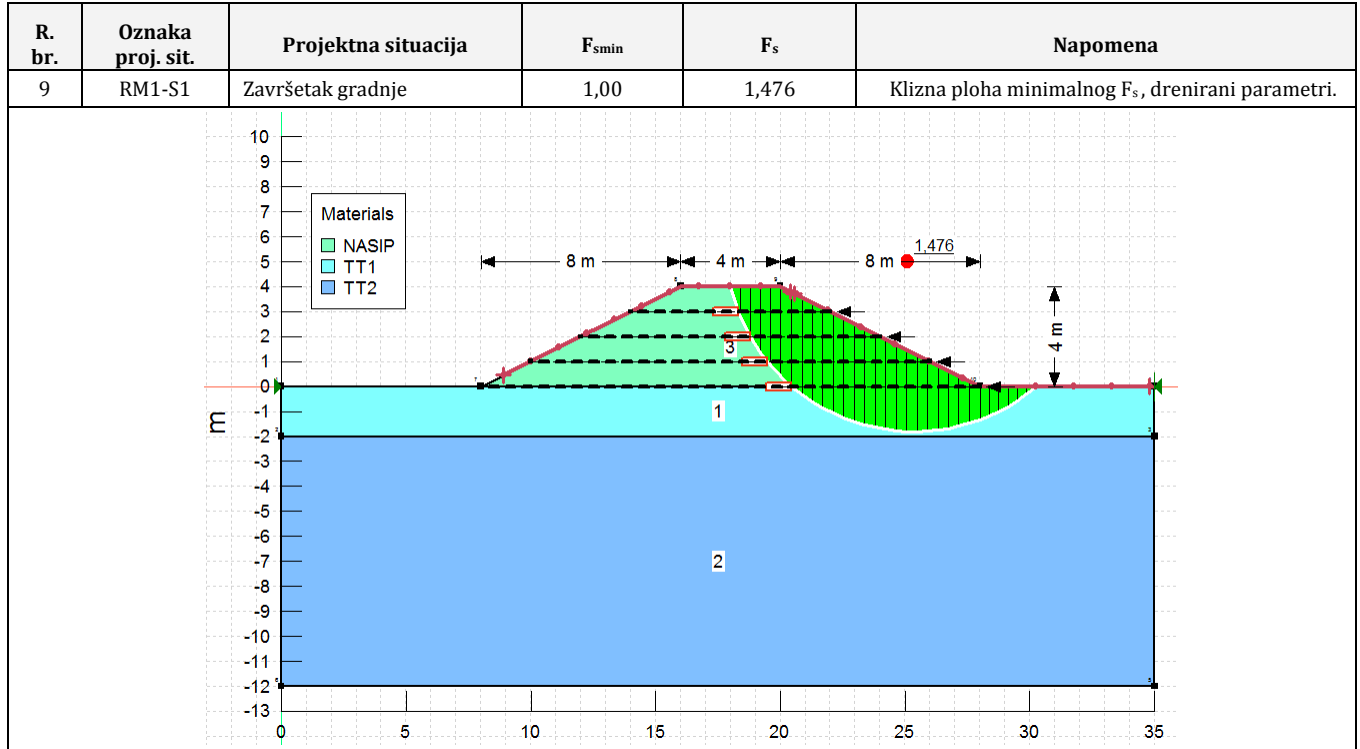 R. br. Oznaka proj. sit. Projektna situacija Fsmin Fs Napomena
9 RM1-S1 Završetak gradnje 1,00 1,476 Klizna ploha minimalnog Fs, drenirani parametri.
10
9
8
7
6
5
4
3
2
1
0
-1
-2
-3
-4
-5
-6
-7
-8
-9
-10
-11
-12
-13
m
Materials
NASIP
TT1
TT2
8 m
4 m
8 m
1,476
4 m
3
1
2
0 5 10 15 20 25 30 35